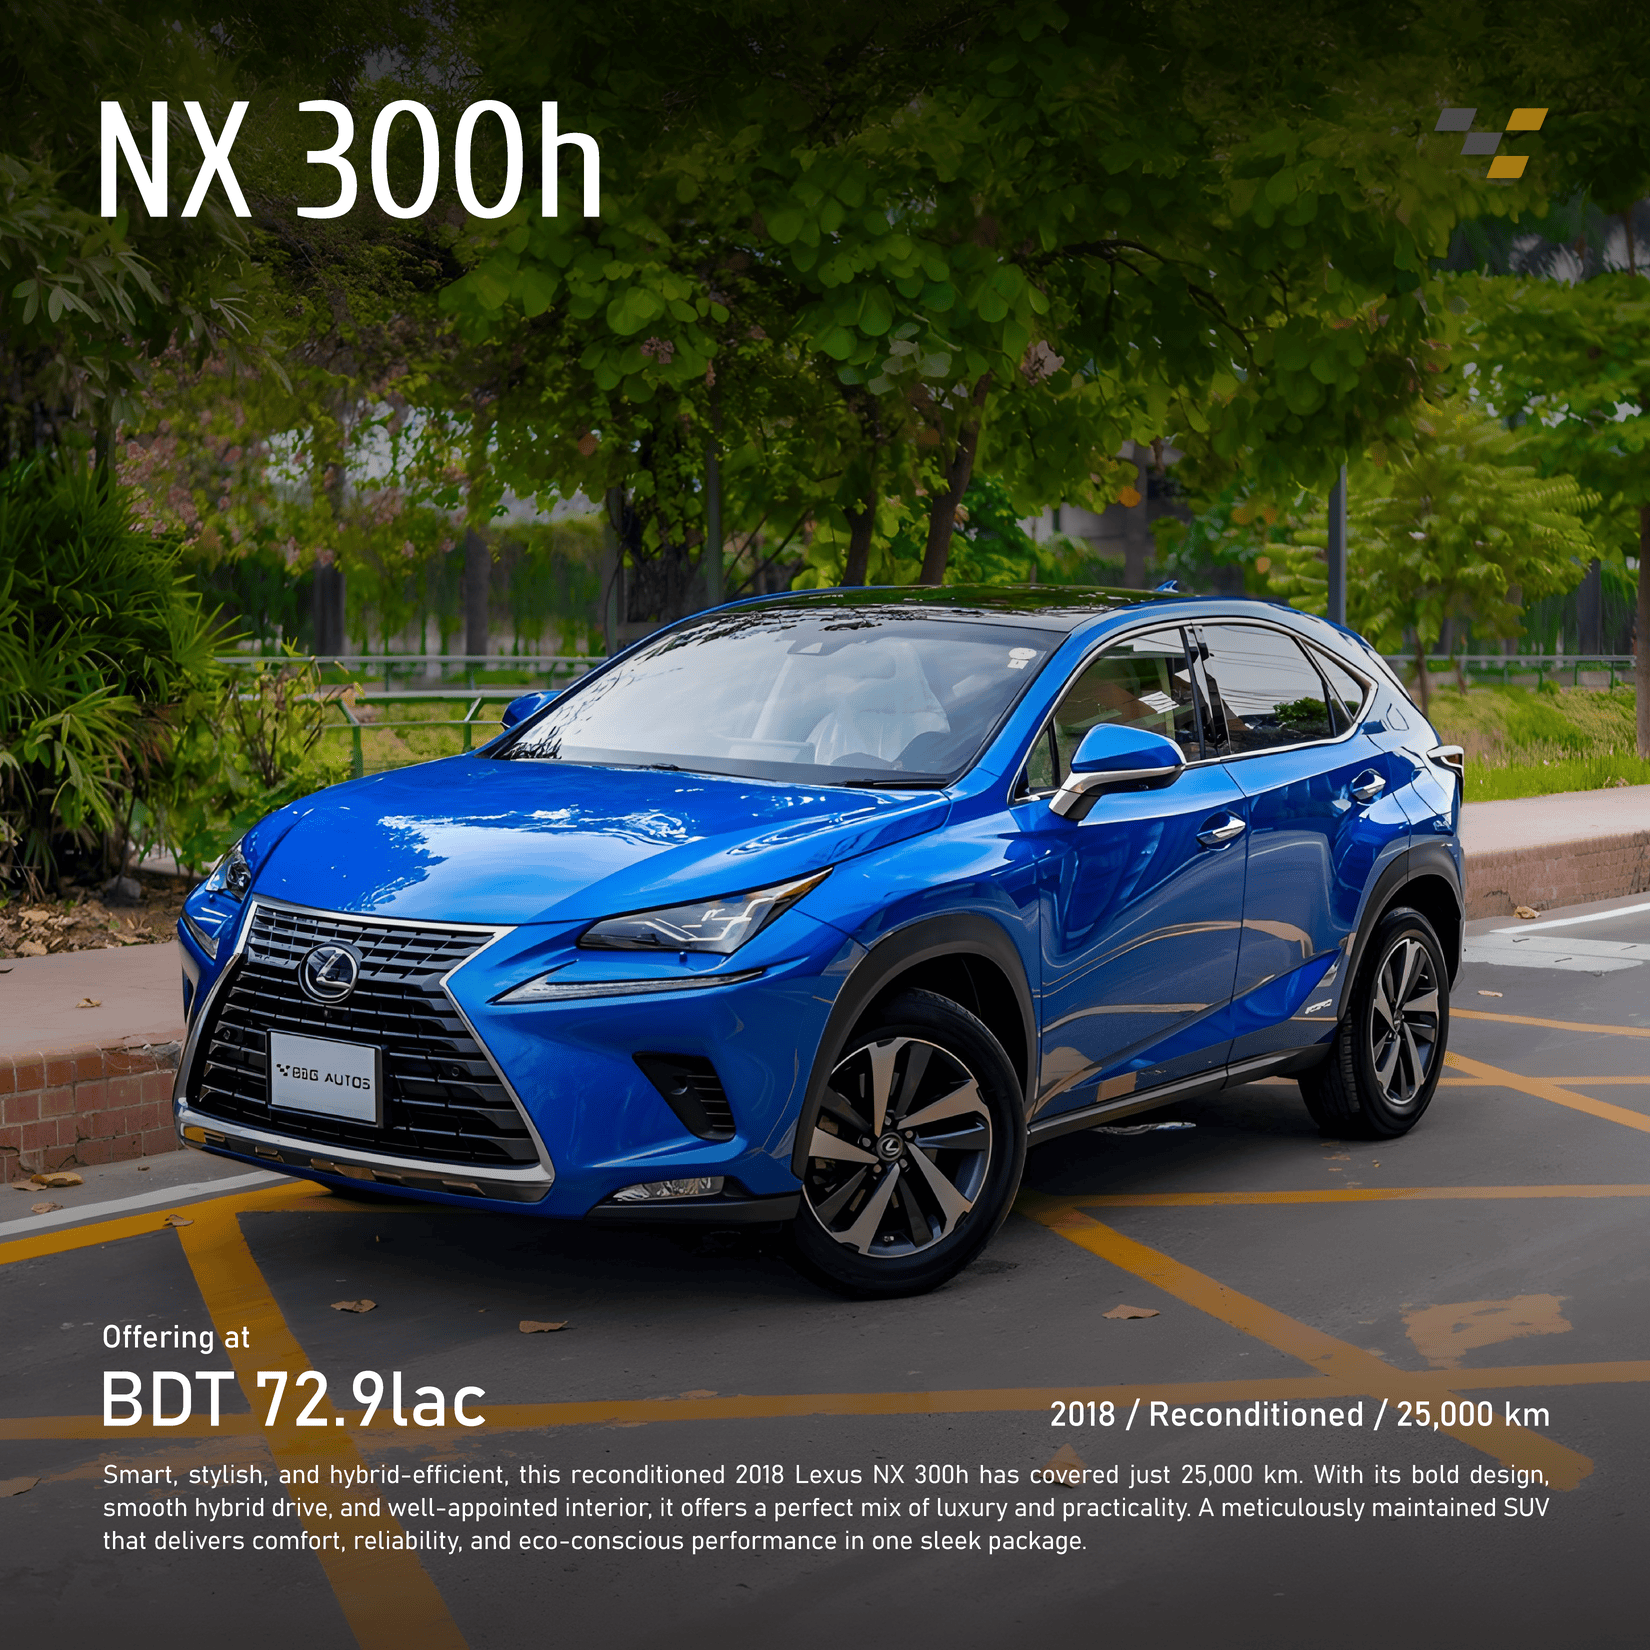 NX 300h
BBG AUTOS
Offering at
BDT 72.9lac
2018 / Reconditioned / 25,000 km
Smart, stylish, and hybrid-efficient, this reconditioned 2018 Lexus NX 300h has covered just 25,000 km. With its bold design,
smooth hybrid drive, and well-appointed interior, it offers a perfect mix of luxury and practicality. A meticulously maintained SUV
that delivers comfort, reliability, and eco-conscious performance in one sleek package.